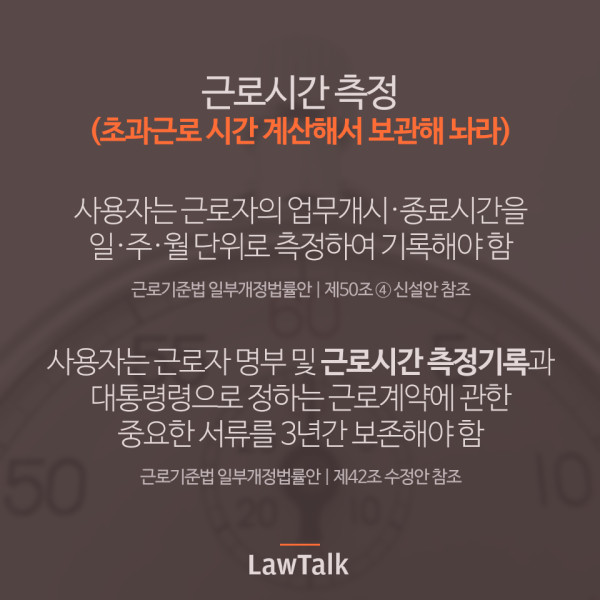 근로시간 측정
(초과근로 시간 계산해서 보관해 놔라)
사용자는 근로자의 업무개시·종료시간을
일·주·월 단위로 측정하여 기록해야 함
근로기준법 일부개정법률안 | 제50조 ④ 신설안 참조
사용자는 근로자 명부 및 근로시간 측정기록과
대통령령으로 정하는 근로계약에 관한
중요한 서류를 3년간 보존해야 함
근로기준법 일부개정법률안 | 제42조 수정안 참조
60
50
10
20
10
LawTalk